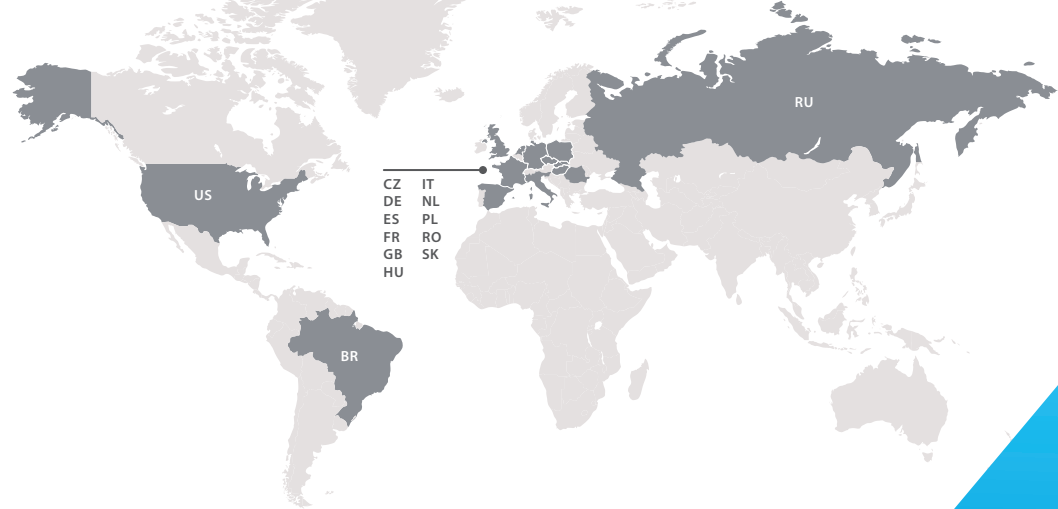 RU
US
CZ IT
DE NL
ES PL
FR RO
GB SK
HU
BR